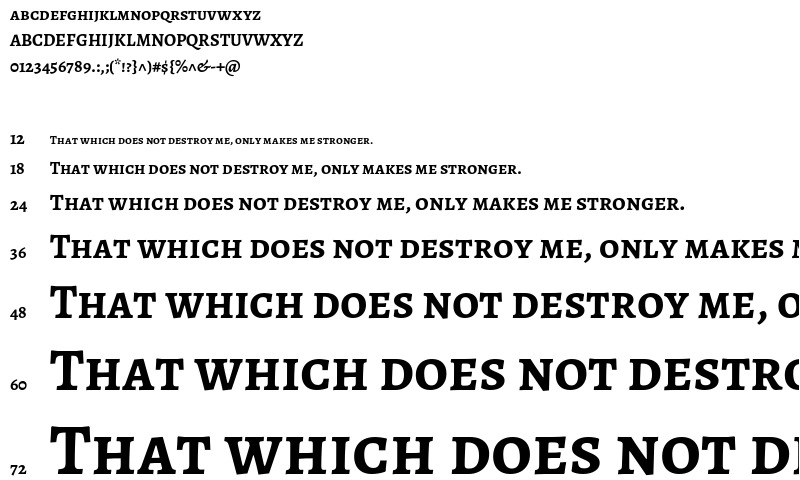 abcdefghijklmnopqrstuvwxyz
ABCDEFGHIJKLMNOPQRSTUVWXYZ
0123456789.:,;(*!?}^)#${%^&-+@
12 That which does not destroy me, only makes me stronger.
18 That which does not destroy me, only makes me stronger.
24 That which does not destroy me, only makes me stronger.
36 That which does not destroy me, only makes
48 That which does not destroy me,
60 That which does not
72 That which does not